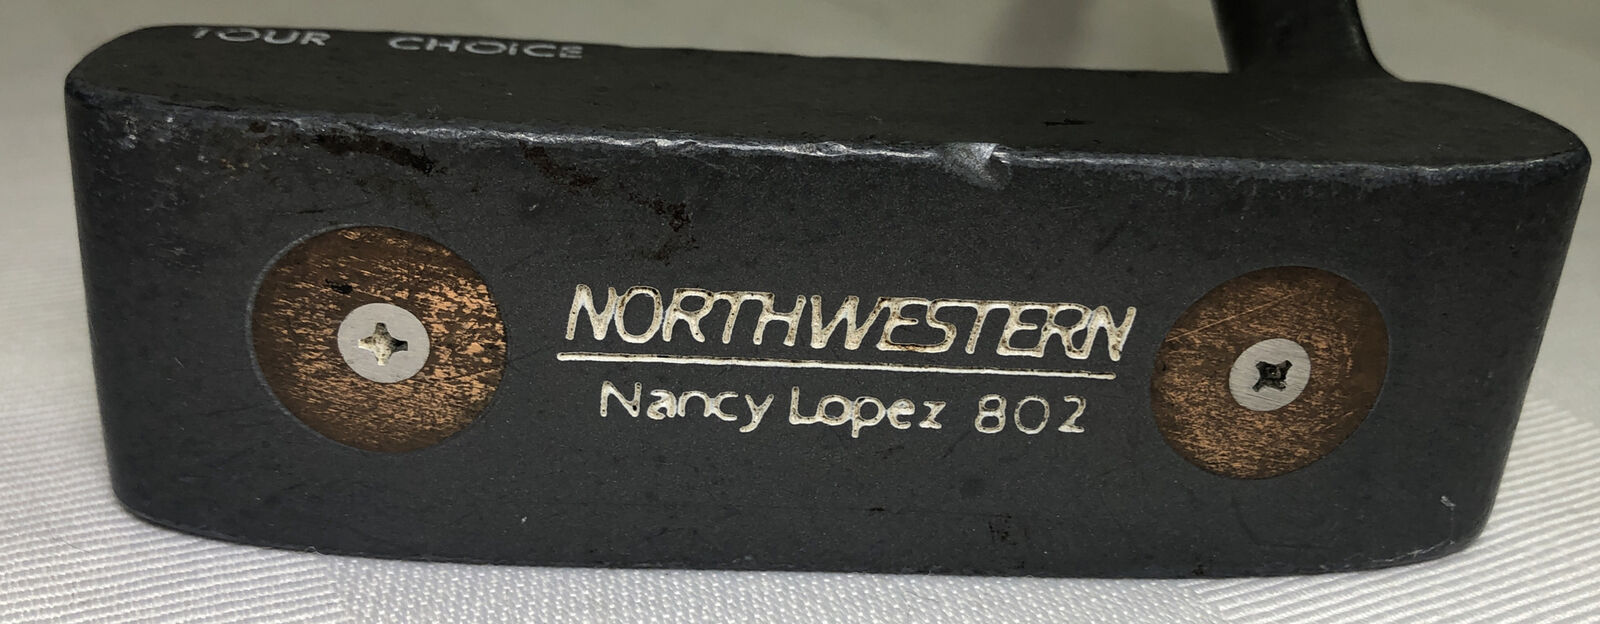 TOUR CHOICE
NORTHWESTERN
Nancy Lopez 802